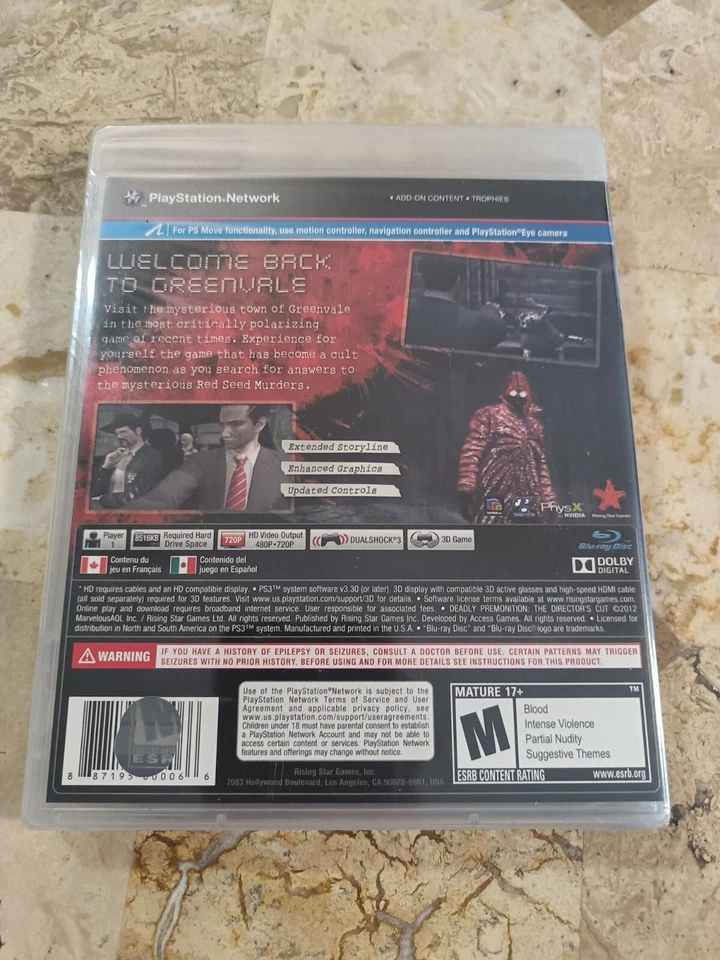 PlayStation®Network
• ADD-ON CONTENT • TROPHIES
For PS Move functionality, use motion controller, navigation controller and PlayStation®Eye camera
WELCOME BACK
TO GREENVALE
Visit the mysterious town of Greenvale
in the most critically polarizing
game of recent times. Experience for
yourself the game that has become a cult
phenomenon as you search for answers to
the mysterious Red Seed Murders.
Extended Storyline
Enhanced Graphics
Updated Controls
PhysX
by NVIDIA
Rising Star Games
Player
1
8516KB
Required Hard
Drive Space
720P
HD Video Output
480P•720P
DUALSHOCK®3
3D Game
Blu-ray Disc
Contenu du
jeu en Français
Contenido del
juego en Español
DOLBY
DIGITAL
* HD requires cables and an HD compatible display. • PS3™ system software v3.30 (or later), 3D display with compatible 3D active glasses and high-speed HDMI cable
(all sold separately) required for 3D features. Visit www.us.playstation.com/support/3D for details. • Software license terms available at www.risingstargames.com.
Online play and download requires broadband internet service. User responsible for associated fees. • DEADLY PREMONITION: THE DIRECTOR'S CUT ©2012
MarvelousAQL Inc. / Rising Star Games Ltd. All rights reserved. Published by Rising Star Games Inc. Developed by Access Games. All rights reserved. • Licensed for
distribution in North and South America on the PS3™ system. Manufactured and printed in the U.S.A. • "Blu-ray Disc" and "Blu-ray Disc" logo are trademarks.
WARNING
IF YOU HAVE A HISTORY OF EPILEPSY OR SEIZURES, CONSULT A DOCTOR BEFORE USE. CERTAIN PATTERNS MAY TRIGGER
SEIZURES WITH NO PRIOR HISTORY. BEFORE USING AND FOR MORE DETAILS SEE INSTRUCTIONS FOR THIS PRODUCT.
Use of the PlayStation®Network is subject to the
PlayStation Network Terms of Service and User
Agreement and applicable privacy policy, see
www.us.playstation.com/support/useragreements.
Children under 18 must have parental consent to establish
a PlayStation Network Account and may not be able to
access certain content or services. PlayStation Network
features and offerings may change without notice.
Rising Star Games, Inc.
7083 Hollywood Boulevard, Los Angeles, CA 90028-8901, USA
8 87195 00006 6
MATURE 17+
TM
M
Blood
Intense Violence
Partial Nudity
Suggestive Themes
ESRB CONTENT RATING
www.esrb.org